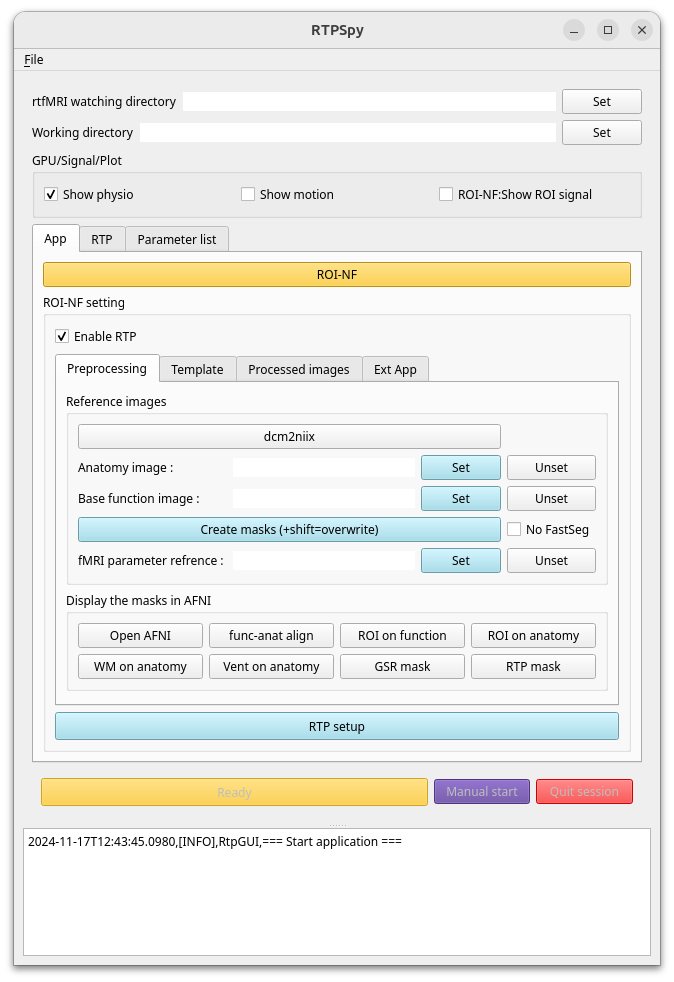 RTPSpy
File
rtfMRI watching directory Set
Working directory Set
GPU/Signal/Plot
Show physio Show motion ROI-NF:Show ROI signal
App RTP Parameter list
ROI-NF
ROI-NF setting
Enable RTP
Preprocessing Template Processed images Ext App
Reference images
dcm2niix
Anatomy image : Set Unset
Base function image : Set Unset
Create masks (+shift=overwrite) No FastSeg
fMRI parameter refrence : Set Unset
Display the masks in AFNI
Open AFNI func-anat align ROI on function ROI on anatomy
WM on anatomy Vent on anatomy GSR mask RTP mask
RTP setup
Ready Manual start Quit session
2024-11-17T12:43:45.0980,[INFO],RtpGUI,=== Start application ===